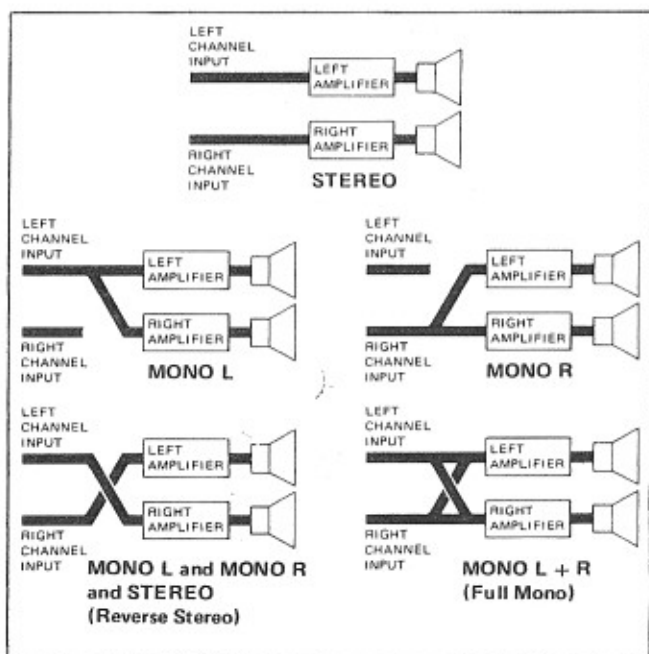 LEFT
CHANNEL
INPUT
LEFT
AMPLIFIER
RIGHT
AMPLIFIER
RIGHT
CHANNEL
INPUT
STEREO
LEFT
CHANNEL
INPUT
LEFT
AMPLIFIER
RIGHT
AMPLIFIER
RIGHT
CHANNEL
INPUT
MONO L
LEFT
CHANNEL
INPUT
LEFT
AMPLIFIER
RIGHT
AMPLIFIER
RIGHT
CHANNEL
INPUT
MONO R
LEFT
CHANNEL
INPUT
LEFT
AMPLIFIER
RIGHT
AMPLIFIER
RIGHT
CHANNEL
INPUT
MONO L and MONO R
and STEREO
(Reverse Stereo)
LEFT
CHANNEL
INPUT
LEFT
AMPLIFIER
RIGHT
AMPLIFIER
RIGHT
CHANNEL
INPUT
MONO L + R
(Full Mono)